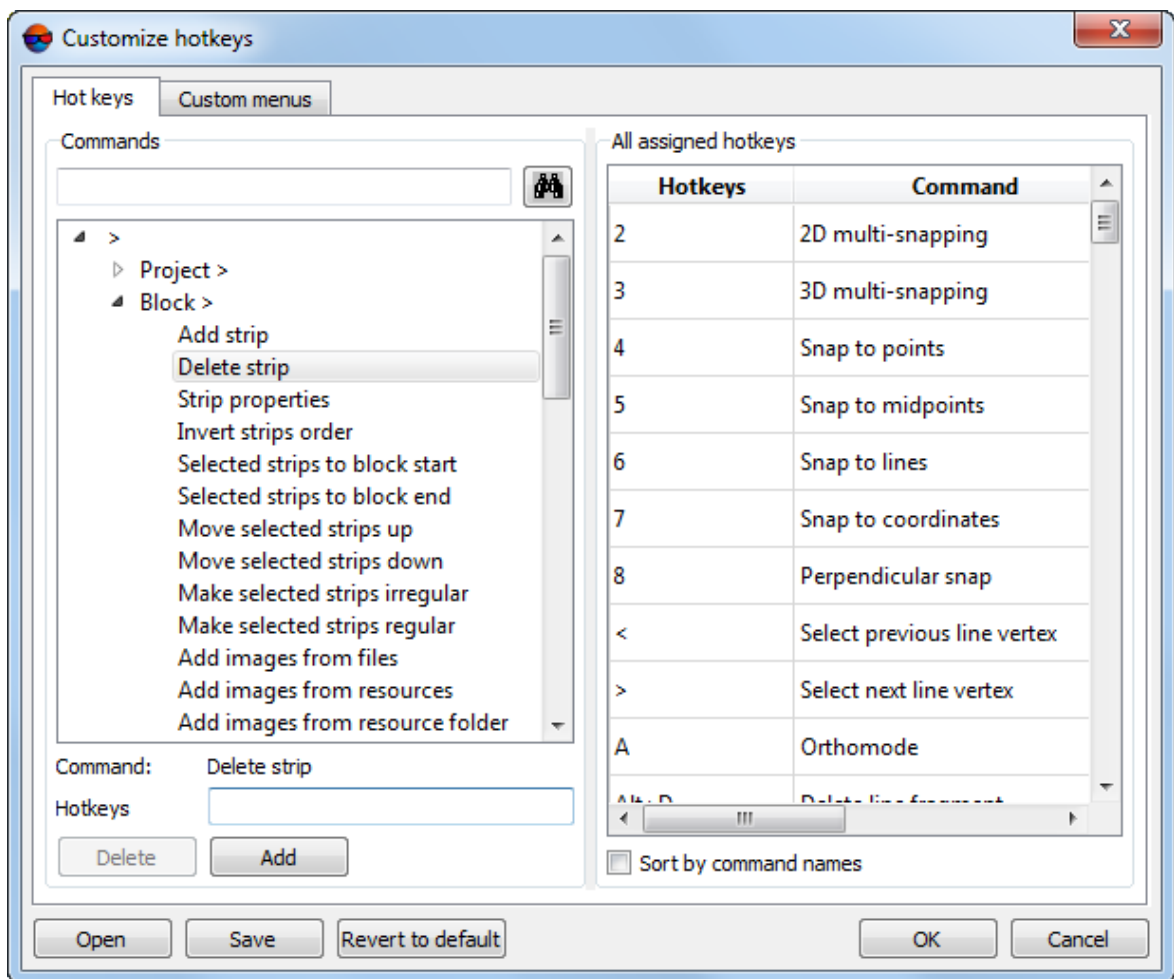 Customize hotkeys
Hot keys
Custom menus
Commands
>
Project >
Block >
Add strip
Delete strip
Strip properties
Invert strips order
Selected strips to block start
Selected strips to block end
Move selected strips up
Move selected strips down
Make selected strips irregular
Make selected strips regular
Add images from files
Add images from resources
Add images from resource folder
Command: Delete strip
Hotkeys
Delete Add
All assigned hotkeys
Hotkeys Command
2 2D multi-snapping
3 3D multi-snapping
4 Snap to points
5 Snap to midpoints
6 Snap to lines
7 Snap to coordinates
8 Perpendicular snap
< Select previous line vertex
> Select next line vertex
A Orthomode
Alt+D Delete line fragment
Sort by command names
Open Save Revert to default OK Cancel